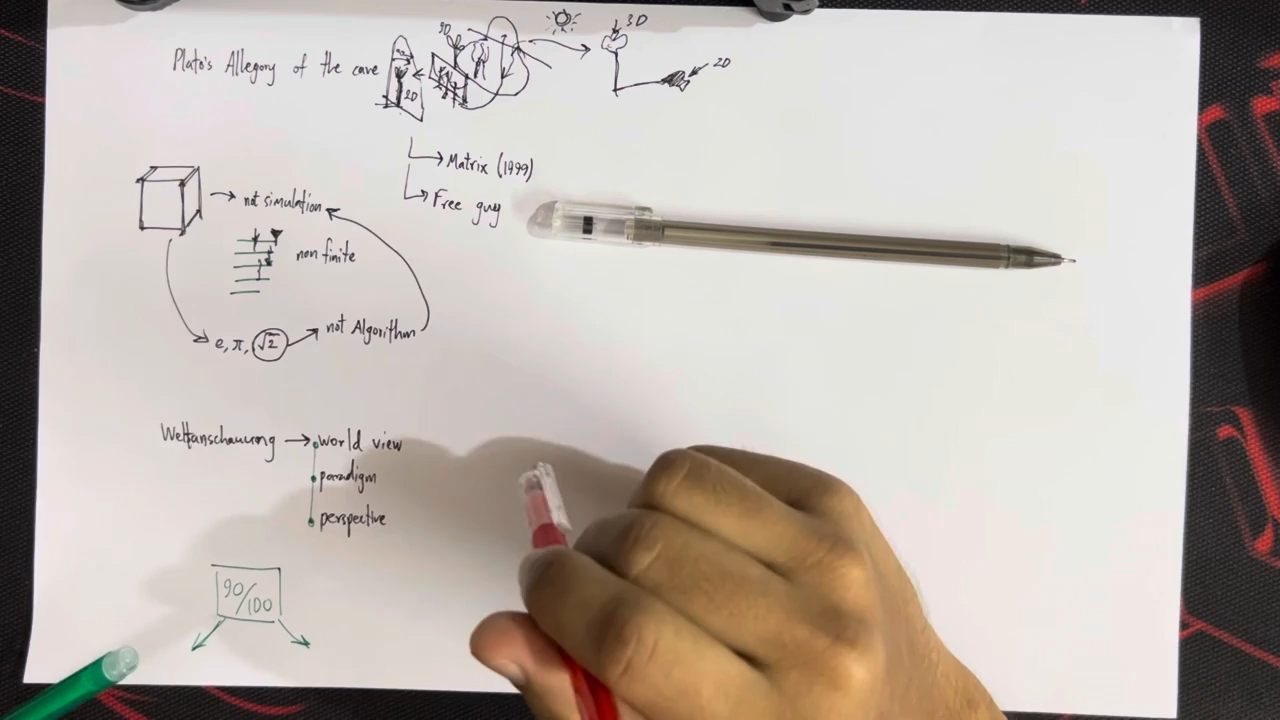 Plato's Allegory of the cave
3D
2D
3D
2D
Matrix (1999)
Free guy
not simulation
non finite
e, π, √2
not Algorithm
Weltanschauung → world view
paradigm
perspective
90/100